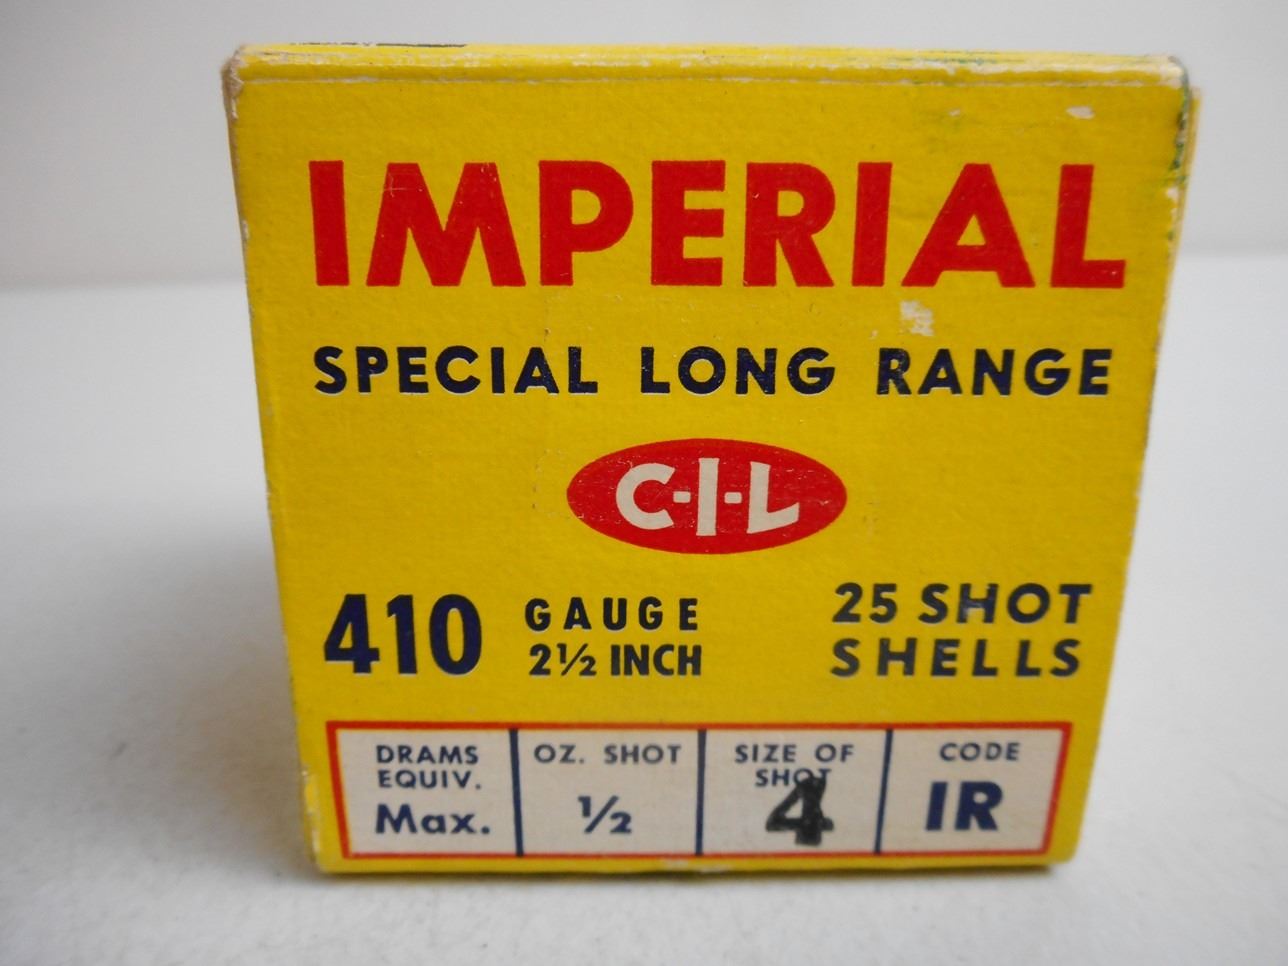 IMPERIAL
SPECIAL LONG RANGE
C-I-L
410 GAUGE
2½ INCH
25 SHOT
SHELLS
DRAMS
EQUIV.
Max.
OZ. SHOT
½
SIZE OF
SHOT
4
CODE
IR